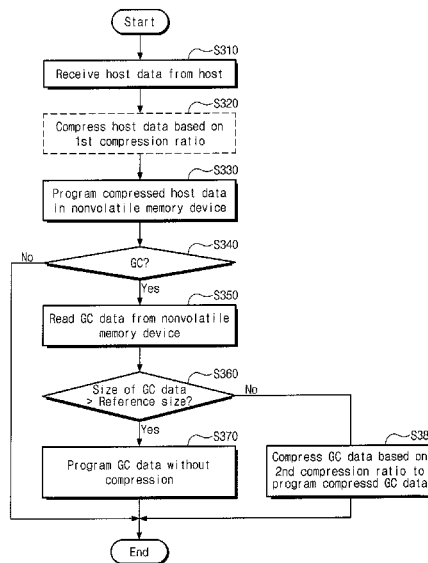 Start
S310
Receive host data from host
S320
Compress host data based on
1st compression ratio
S330
Program compressed host data
in nonvolatile memory device
S340
No
GC?
Yes
S350
Read GC data from nonvolatile
memory device
S360
Size of GC data
> Reference size?
No
Yes
S370
Program GC data without
compression
S38
Compress GC data based on
2nd compression ratio to
program compressd GC data
End